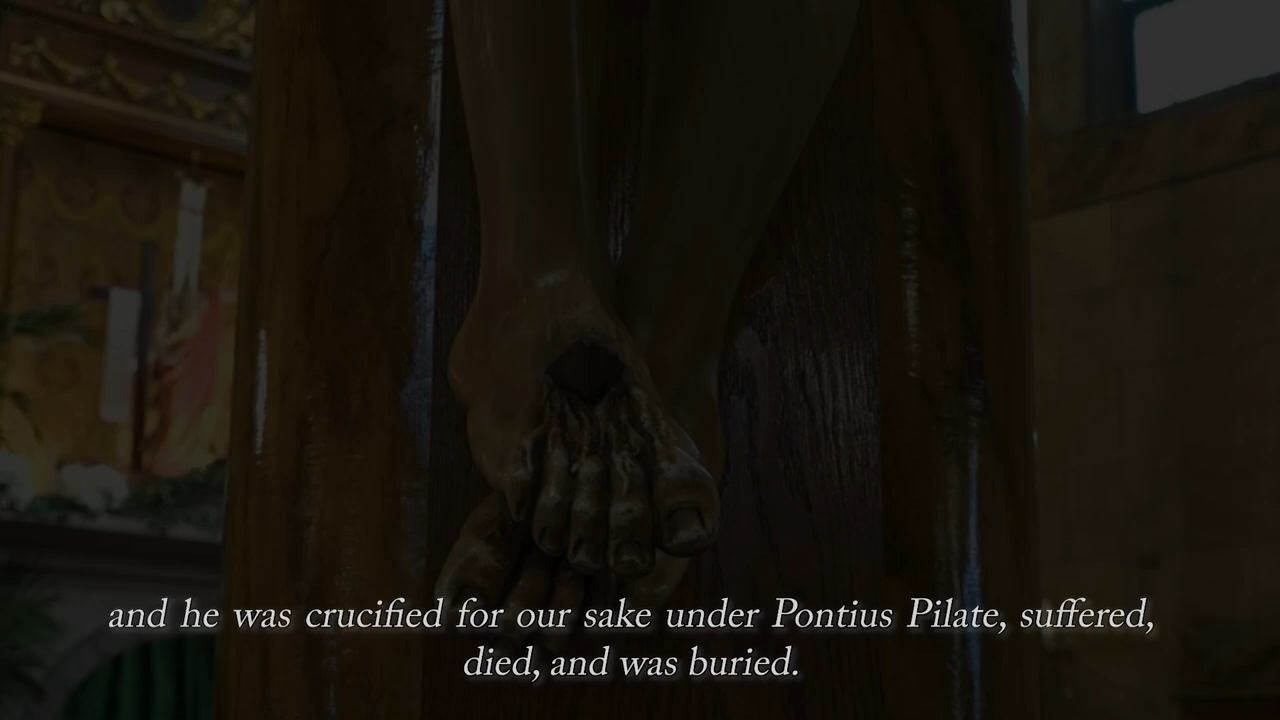 and he was crucified for our sake under Pontius Pilate, suffered,
died, and was buried.